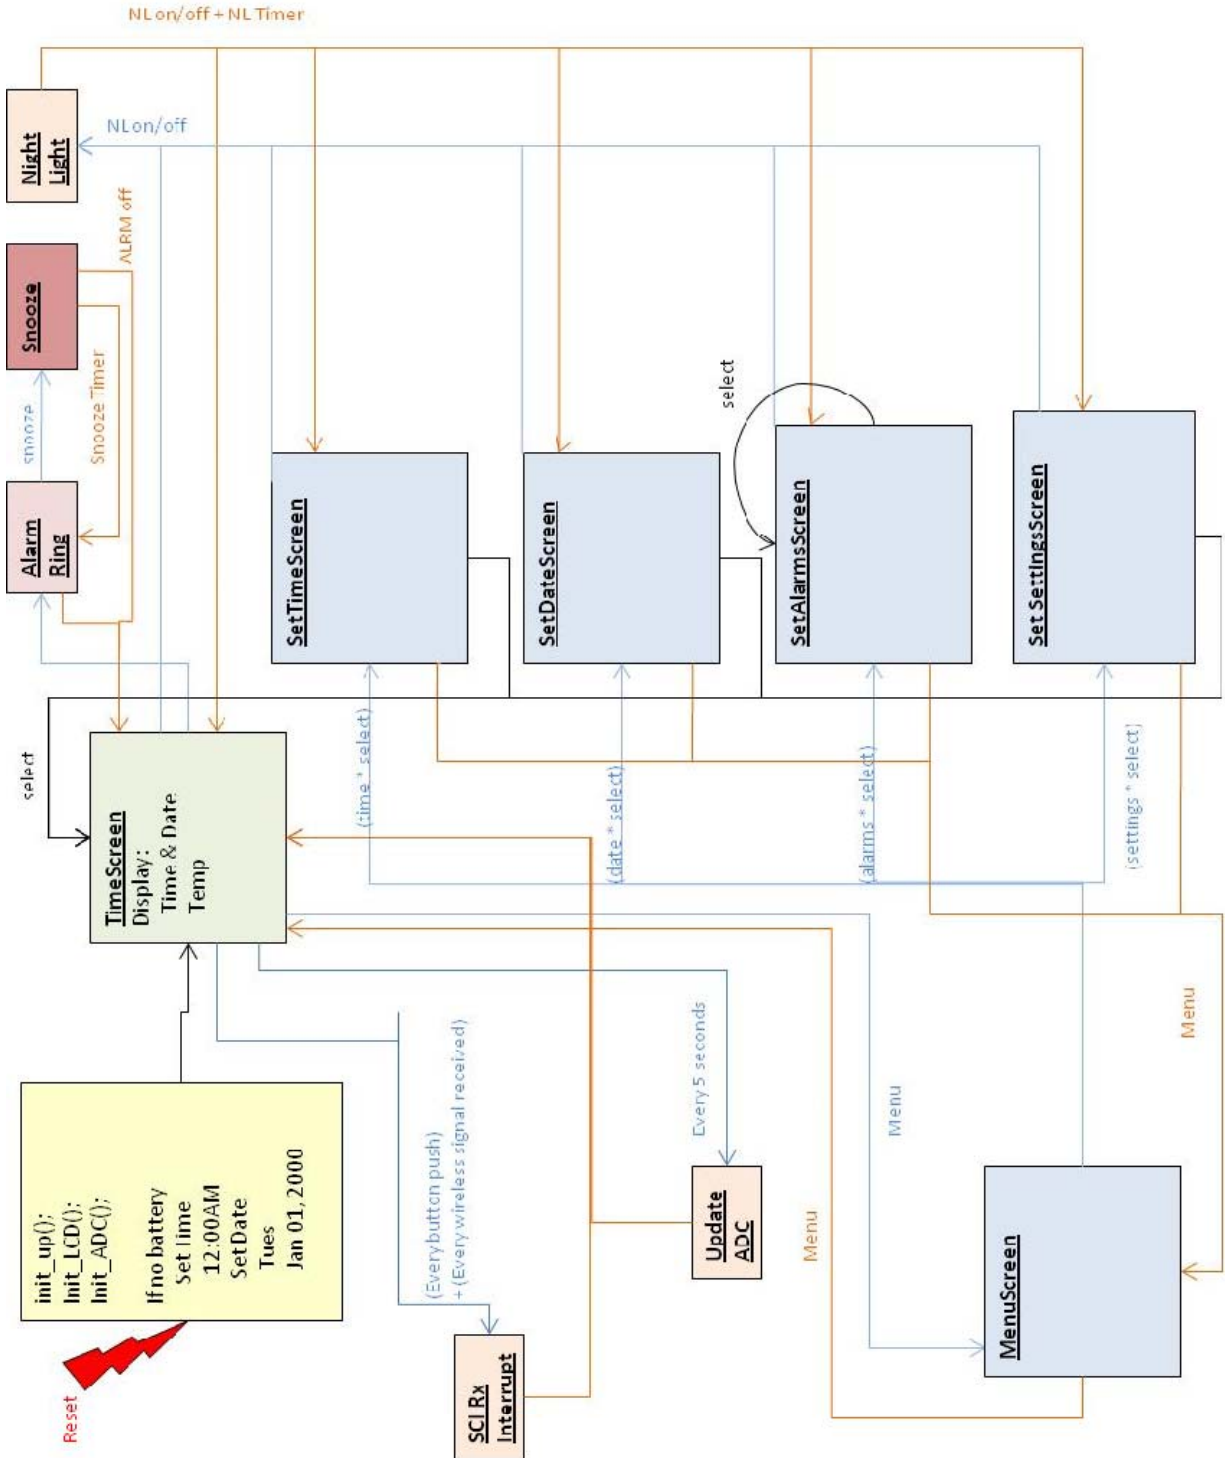 Reset
init_up();
Init_LCD();
Init_ADC();
If no battery
Set Time
12:00AM
SetDate
Tues
Jan 01, 2000
select
TimeScreen
Display:
Time & Date
Temp
Alarm
Ring
snooze
Snooze Timer
Snooze
ALRM off
Night
Light
NL on/off
NL on/off + NL Timer
SCI Rx
Interrupt
(Every button push)
+ (Every wireless signal received)
Update
ADC
Every 5 seconds
Menu
Menu
MenuScreen
Menu
(time * select)
(date * select)
(alarms * select)
(settings * select)
SetTimeScreen
SetDateScreen
SetAlarmsScreen
select
Set SettingsScreen